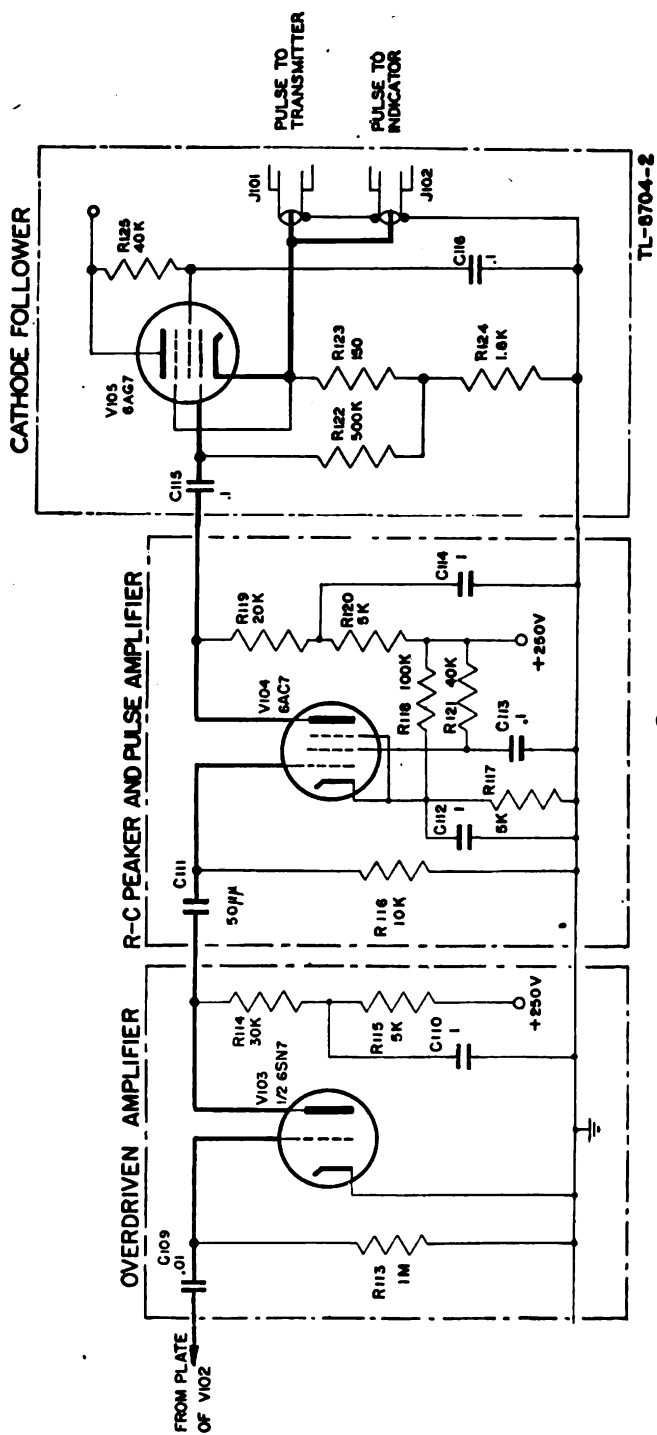 OVERDRIVEN AMPLIFIER
R-C PEAKER AND PULSE AMPLIFIER
CATHODE FOLLOWER
FROM PLATE
OF V102
C109
.01
R113
1M
V103
1/2 6SN7
R114
30K
R115
5K
C110
1
+250V
C111
50µµ
R116
10K
V104
6AC7
C112
1
R117
5K
R118
100K
R121
40K
C113
.1
R119
20K
R120
5K
C114
1
+250V
C115
.1
V105
6AG7
R125
40K
R122
500K
R123
150
R124
1.8K
C116
.1
J101
J102
PULSE TO
TRANSMITTER
PULSE TO
INDICATOR
TL-8704-2